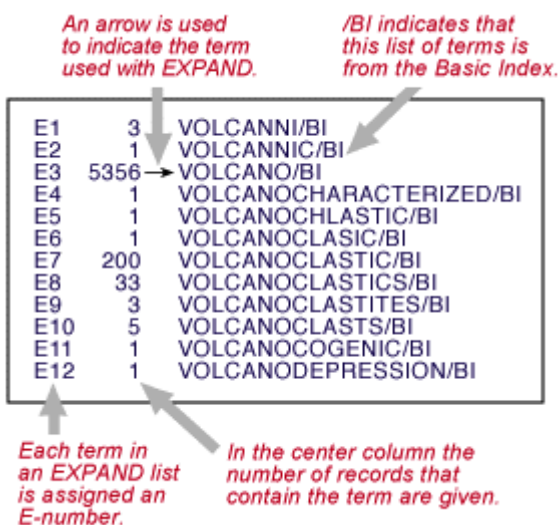 An arrow is used
to indicate the term
used with EXPAND.
/BI indicates that
this list of terms is
from the Basic Index.
E1 3 VOLCANNI/BI
E2 1 VOLCANNIC/BI
E3 5356 → VOLCANO/BI
E4 1 VOLCANOCHARACTERIZED/BI
E5 1 VOLCANOCHLASTIC/BI
E6 1 VOLCANOCLASIC/BI
E7 200 VOLCANOCLASTIC/BI
E8 33 VOLCANOCLASTICS/BI
E9 3 VOLCANOCLASTITES/BI
E10 5 VOLCANOCLASTS/BI
E11 1 VOLCANOCOGENIC/BI
E12 1 VOLCANODEPRESSION/BI
Each term in
an EXPAND list
is assigned an
E-number.
In the center column the
number of records that
contain the term are given.